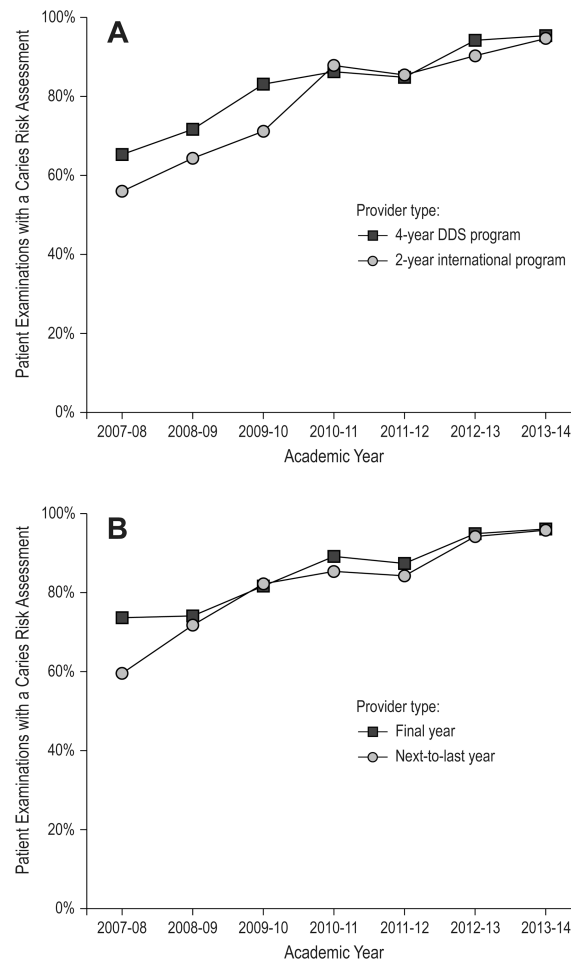 A
Patient Examinations with a Caries Risk Assessment
100%
80%
60%
40%
20%
0%
Provider type:
4-year DDS program
2-year international program
2007-08 2008-09 2009-10 2010-11 2011-12 2012-13 2013-14
Academic Year
B
Patient Examinations with a Caries Risk Assessment
100%
80%
60%
40%
20%
0%
Provider type:
Final year
Next-to-last year
2007-08 2008-09 2009-10 2010-11 2011-12 2012-13 2013-14
Academic Year